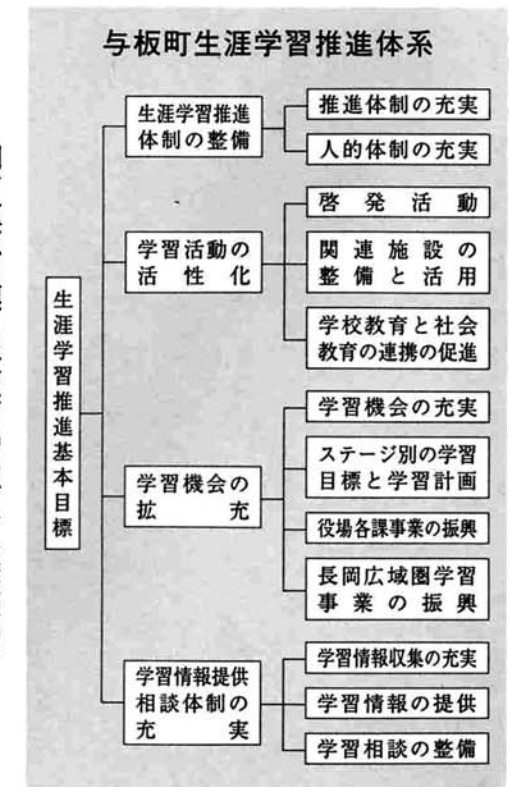 与板町生涯学習推進体系
生涯学習推進基本目標
生涯学習推進
体制の整備
推進体制の充実
人的体制の充実
学習活動の
活性化
啓発活動
関連施設の
整備と活用
学校教育と社会
教育の連携の促進
学習機会の
拡充
学習機会の充実
ステージ別の学習
目標と学習計画
役場各課事業の振興
長岡広域圏学習
事業の振興
学習情報提供
相談体制の
充実
学習情報収集の充実
学習情報の提供
学習相談の整備